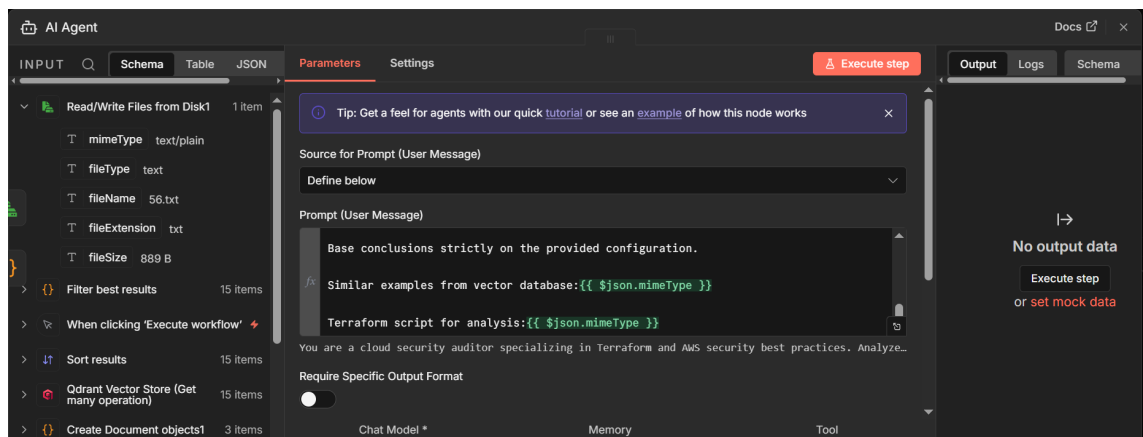 AI Agent
Docs
INPUT
Schema
Table
JSON
Parameters
Settings
Execute step
Output
Logs
Schema
Read/Write Files from Disk1
1 item
T mimeType text/plain
T fileType text
T fileName 56.txt
T fileExtension txt
T fileSize 889 B
Filter best results
15 items
When clicking ‘Execute workflow’
Sort results
15 items
Qdrant Vector Store (Get
many operation)
15 items
Create Document objects1
3 items
Tip: Get a feel for agents with our quick tutorial or see an example of how this node works
Source for Prompt (User Message)
Define below
Prompt (User Message)
fx
Base conclusions strictly on the provided configuration.
Similar examples from vector database:{{ $json.mimeType }}
Terraform script for analysis:{{ $json.mimeType }}
You are a cloud security auditor specializing in Terraform and AWS security best practices. Analyze…
Require Specific Output Format
Chat Model *
Memory
Tool
No output data
Execute step
or set mock data